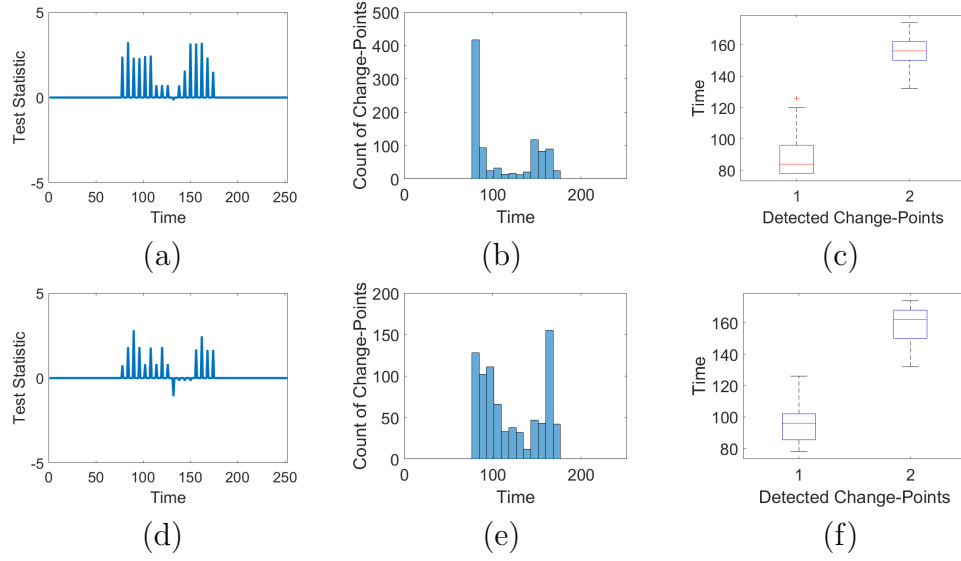 5
0
-5
Test Statistic
0 50 100 150 200 250
Time
(a)
500
400
300
200
100
0
Count of Change-Points
0 100 200
Time
(b)
160
140
120
100
80
Time
1 2
Detected Change-Points
(c)
5
0
-5
Test Statistic
0 50 100 150 200 250
Time
(d)
200
150
100
50
0
Count of Change-Points
0 100 200
Time
(e)
160
140
120
100
80
Time
1 2
Detected Change-Points
(f)